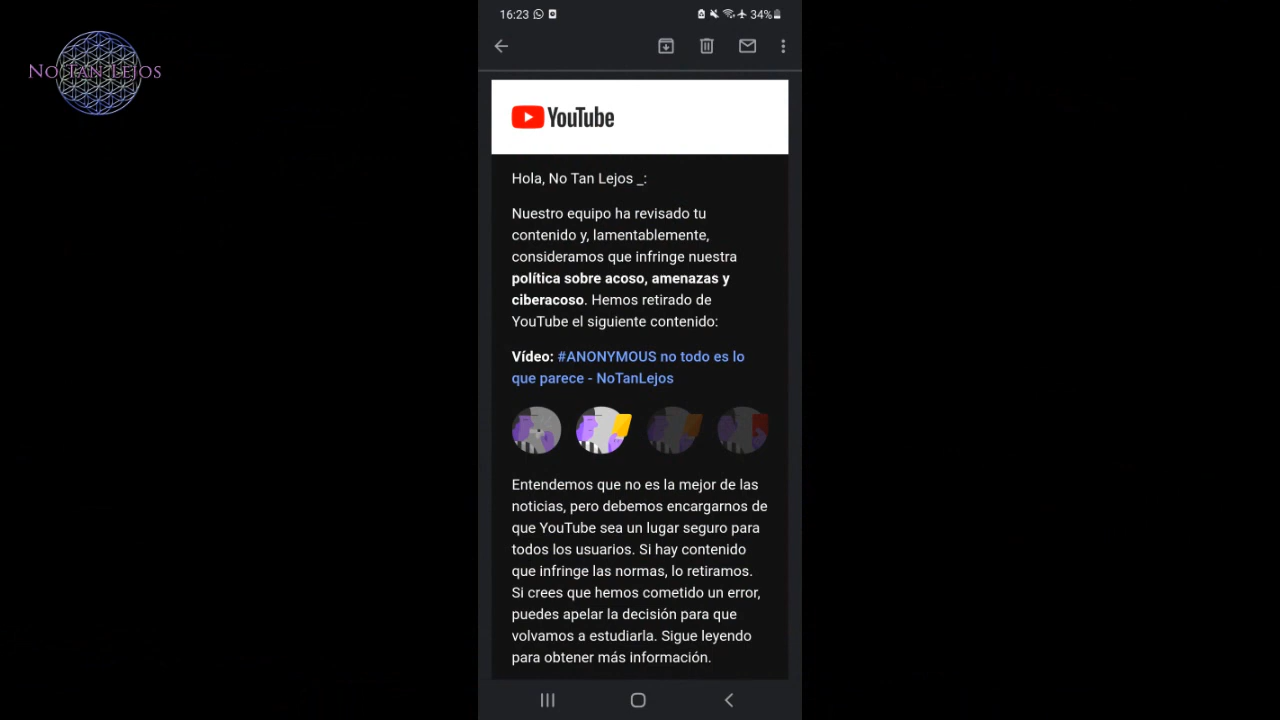 No Tan Lejos
16:23
34%
YouTube
Hola, No Tan Lejos _:
Nuestro equipo ha revisado tu
contenido y, lamentablemente,
consideramos que infringe nuestra
política sobre acoso, amenazas y
ciberacoso. Hemos retirado de
YouTube el siguiente contenido:
Vídeo: #ANONYMOUS no todo es lo
que parece - NoTanLejos
Entendemos que no es la mejor de las
noticias, pero debemos encargarnos de
que YouTube sea un lugar seguro para
todos los usuarios. Si hay contenido
que infringe las normas, lo retiramos.
Si crees que hemos cometido un error,
puedes apelar la decisión para que
volvamos a estudiarla. Sigue leyendo
para obtener más información.